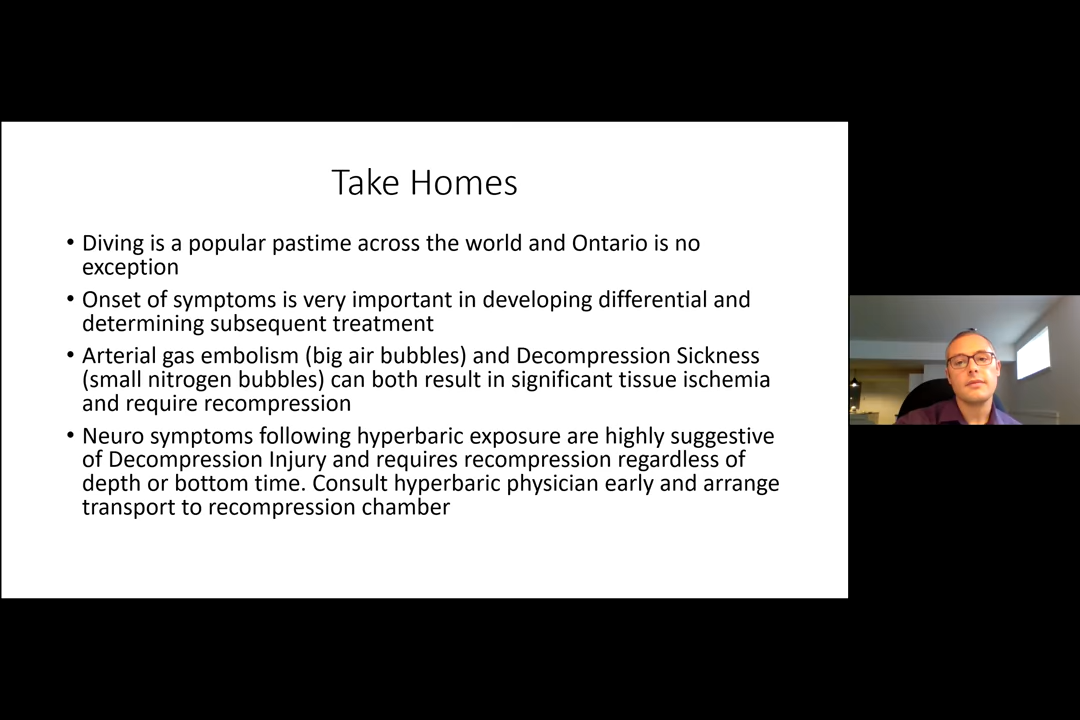 Take Homes
• Diving is a popular pastime across the world and Ontario is no
exception
• Onset of symptoms is very important in developing differential and
determining subsequent treatment
• Arterial gas embolism (big air bubbles) and Decompression Sickness
(small nitrogen bubbles) can both result in significant tissue ischemia
and require recompression
• Neuro symptoms following hyperbaric exposure are highly suggestive
of Decompression Injury and requires recompression regardless of
depth or bottom time. Consult hyperbaric physician early and arrange
transport to recompression chamber